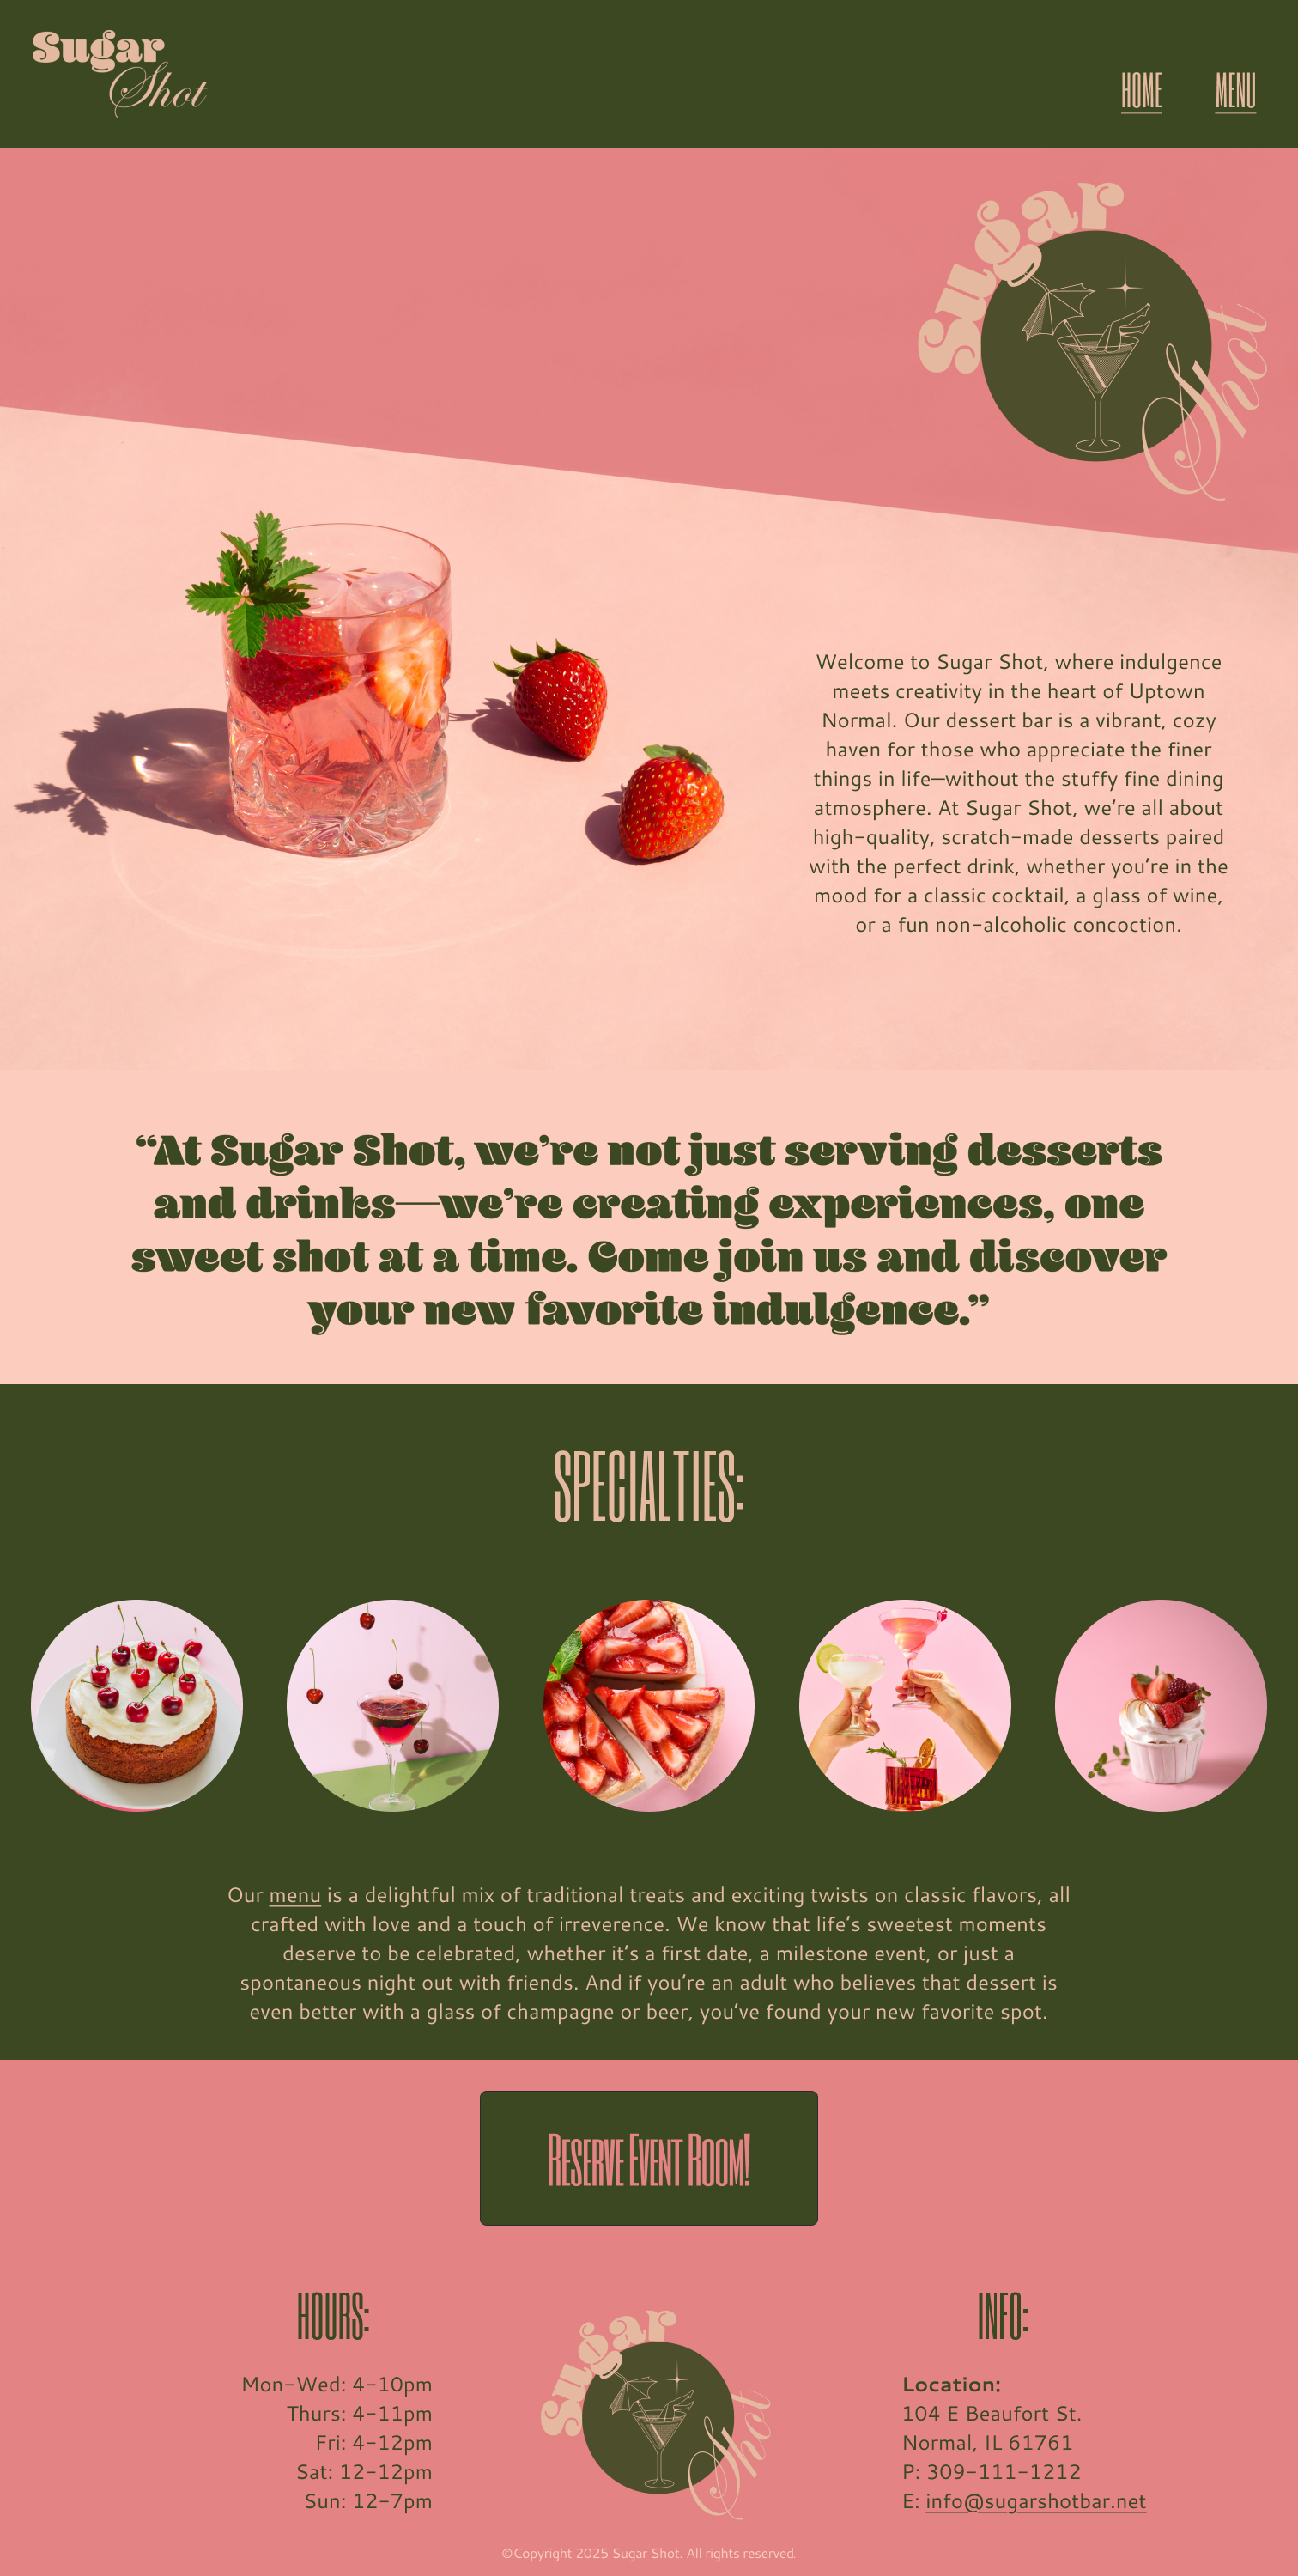 Sugar
Shot
HOME MENU
Sugar
Shot
Welcome to Sugar Shot, where indulgence
meets creativity in the heart of Uptown
Normal. Our dessert bar is a vibrant, cozy
haven for those who appreciate the finer
things in life—without the stuffy fine dining
atmosphere. At Sugar Shot, we’re all about
high-quality, scratch-made desserts paired
with the perfect drink, whether you’re in the
mood for a classic cocktail, a glass of wine,
or a fun non-alcoholic concoction.
“At Sugar Shot, we’re not just serving desserts
and drinks—we’re creating experiences, one
sweet shot at a time. Come join us and discover
your new favorite indulgence.”
SPECIALTIES:
Our menu is a delightful mix of traditional treats and exciting twists on classic flavors, all
crafted with love and a touch of irreverence. We know that life’s sweetest moments
deserve to be celebrated, whether it’s a first date, a milestone event, or just a
spontaneous night out with friends. And if you’re an adult who believes that dessert is
even better with a glass of champagne or beer, you’ve found your new favorite spot.
Reserve Event Room!
HOURS:
Mon-Wed: 4-10pm
Thurs: 4-11pm
Fri: 4-12pm
Sat: 12-12pm
Sun: 12-7pm
Sugar
Shot
INFO:
Location:
104 E Beaufort St.
Normal, IL 61761
P: 309-111-1212
E: info@sugarshotbar.net
©Copyright 2025 Sugar Shot. All rights reserved.